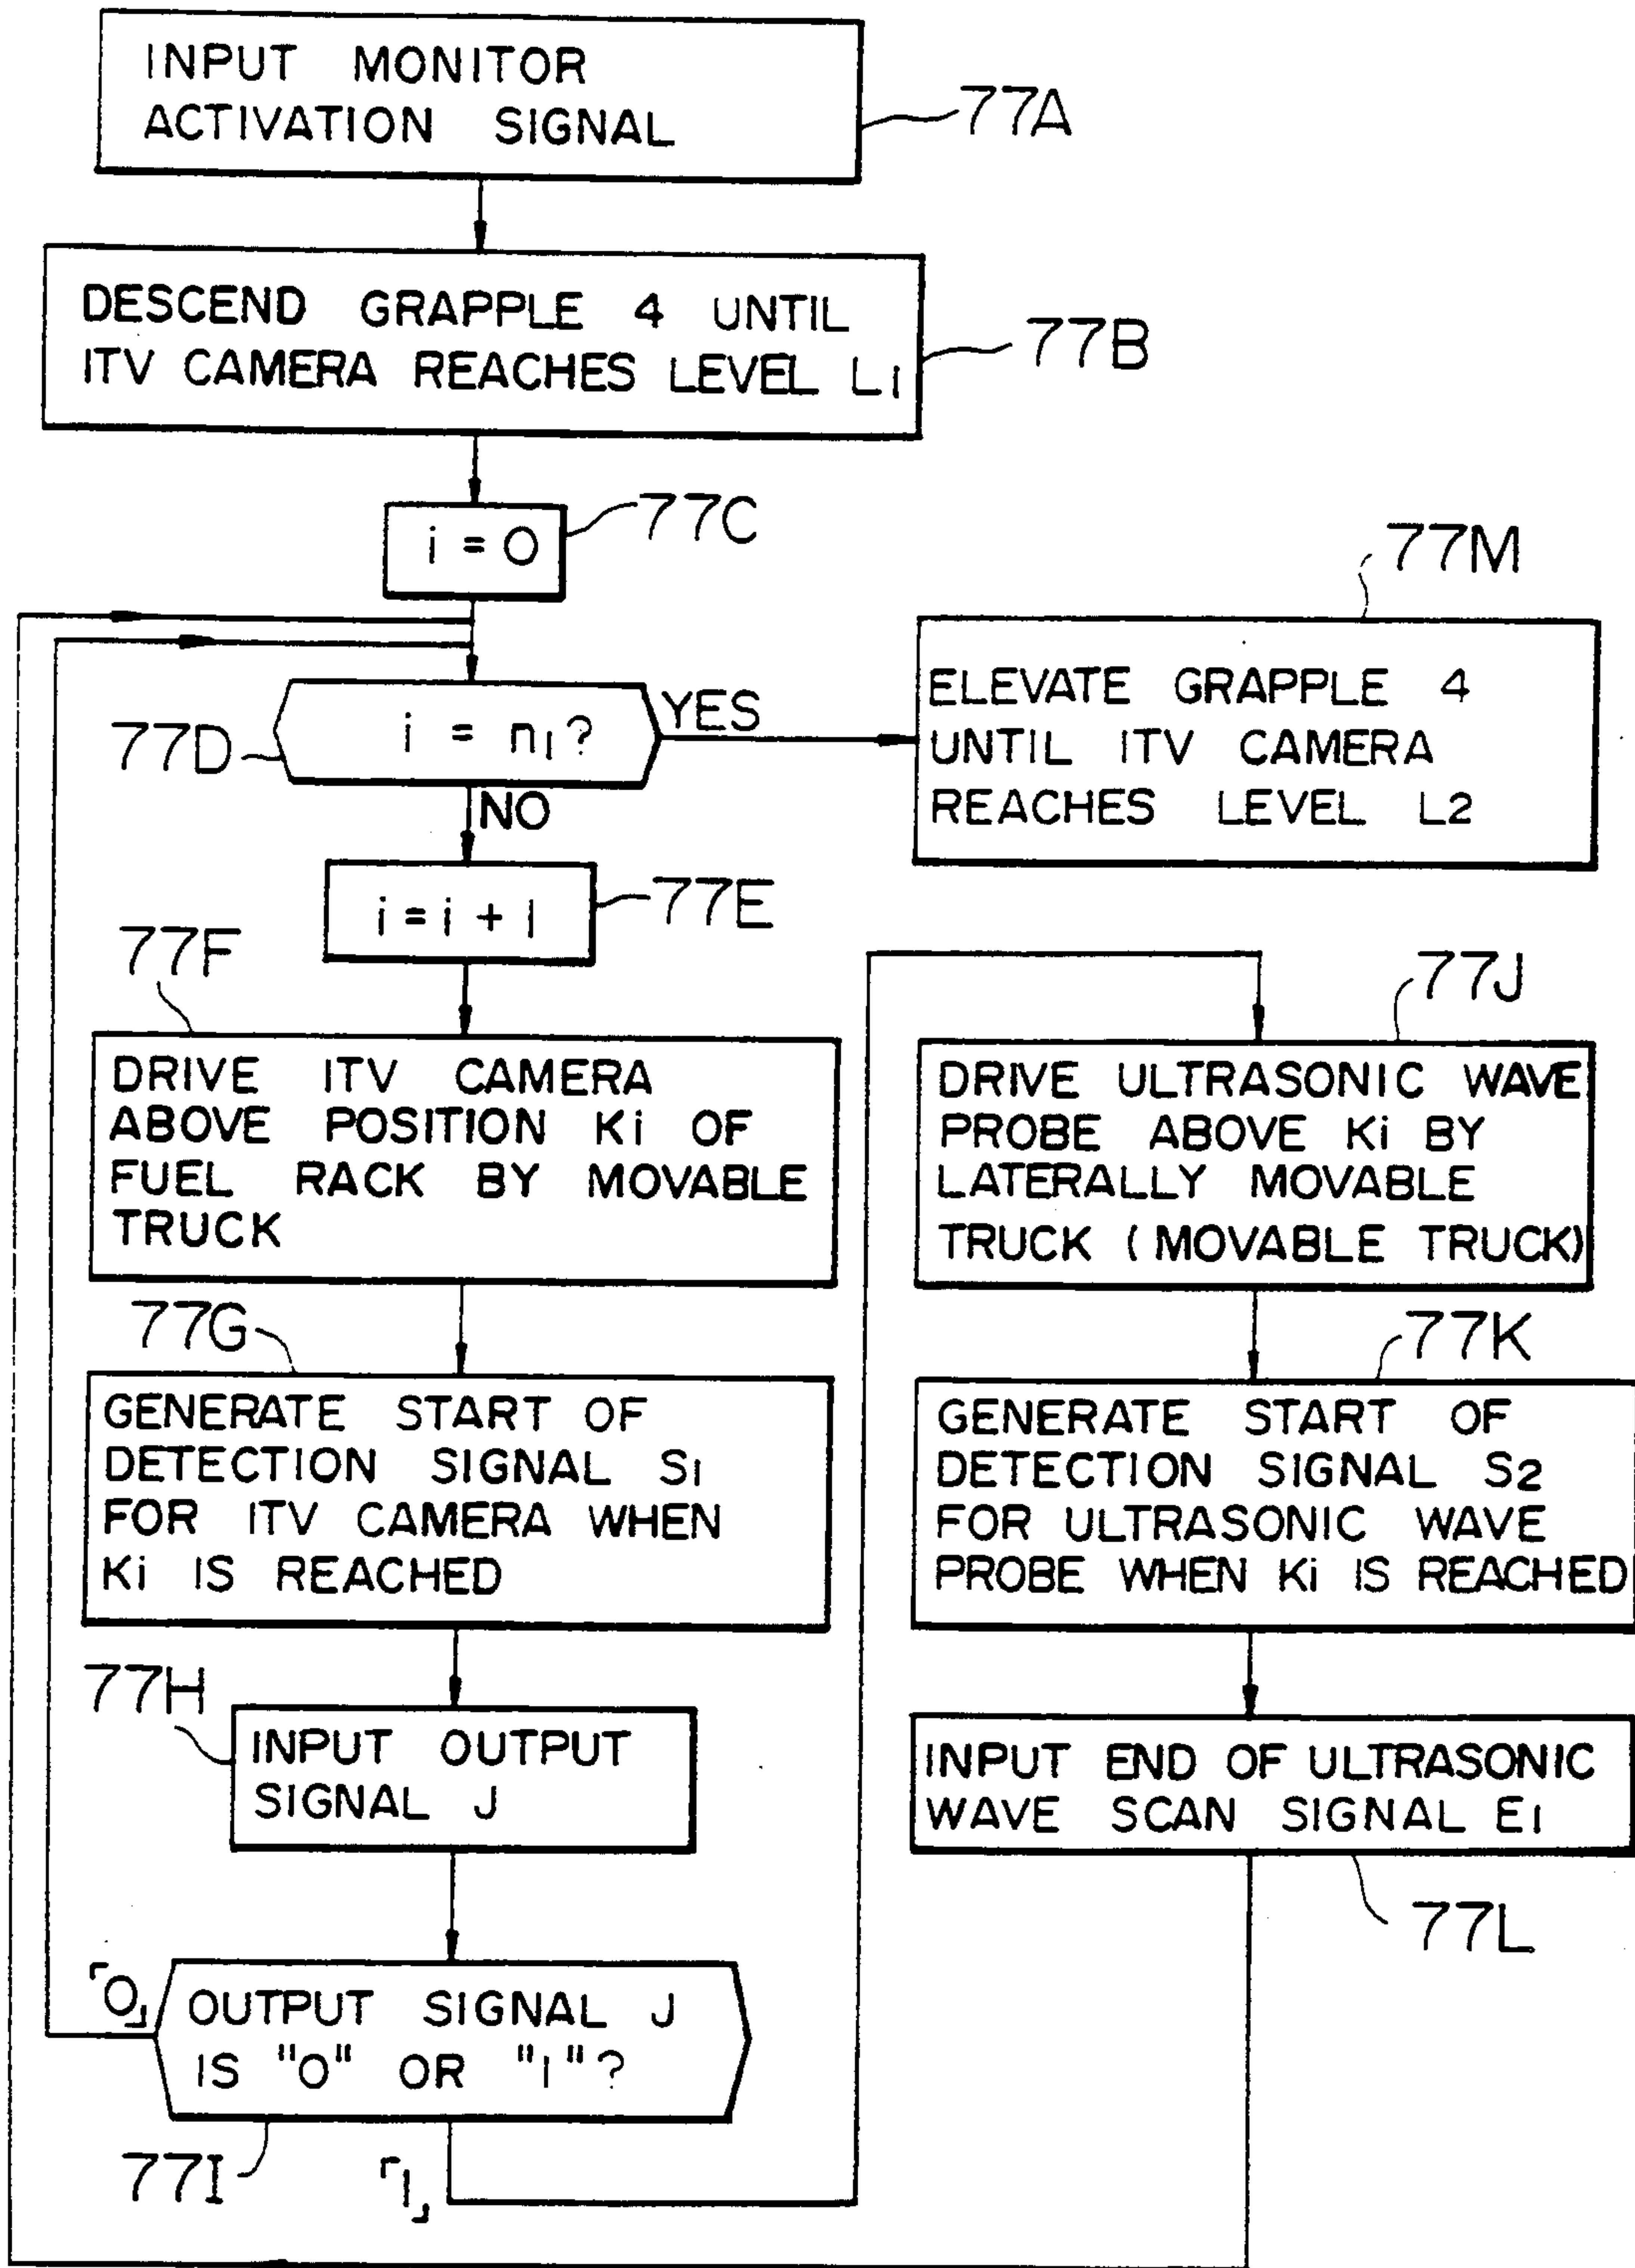 INPUT MONITOR
ACTIVATION SIGNAL
77A
DESCEND GRAPPLE 4 UNTIL
ITV CAMERA REACHES LEVEL L1
77B
i = 0
77C
77M
ELEVATE GRAPPLE 4
UNTIL ITV CAMERA
REACHES LEVEL L2
i = n1?
YES
77D
NO
i = i + 1
77E
77F
DRIVE ITV CAMERA
ABOVE POSITION Ki OF
FUEL RACK BY MOVABLE
TRUCK
77G
GENERATE START OF
DETECTION SIGNAL S1
FOR ITV CAMERA WHEN
Ki IS REACHED
77H
INPUT OUTPUT
SIGNAL J
「0」
OUTPUT SIGNAL J
IS "0" OR "1"?
77I
「1」
77J
DRIVE ULTRASONIC WAVE
PROBE ABOVE Ki BY
LATERALLY MOVABLE
TRUCK (MOVABLE TRUCK)
77K
GENERATE START OF
DETECTION SIGNAL S2
FOR ULTRASONIC WAVE
PROBE WHEN Ki IS REACHED
INPUT END OF ULTRASONIC
WAVE SCAN SIGNAL E1
77L